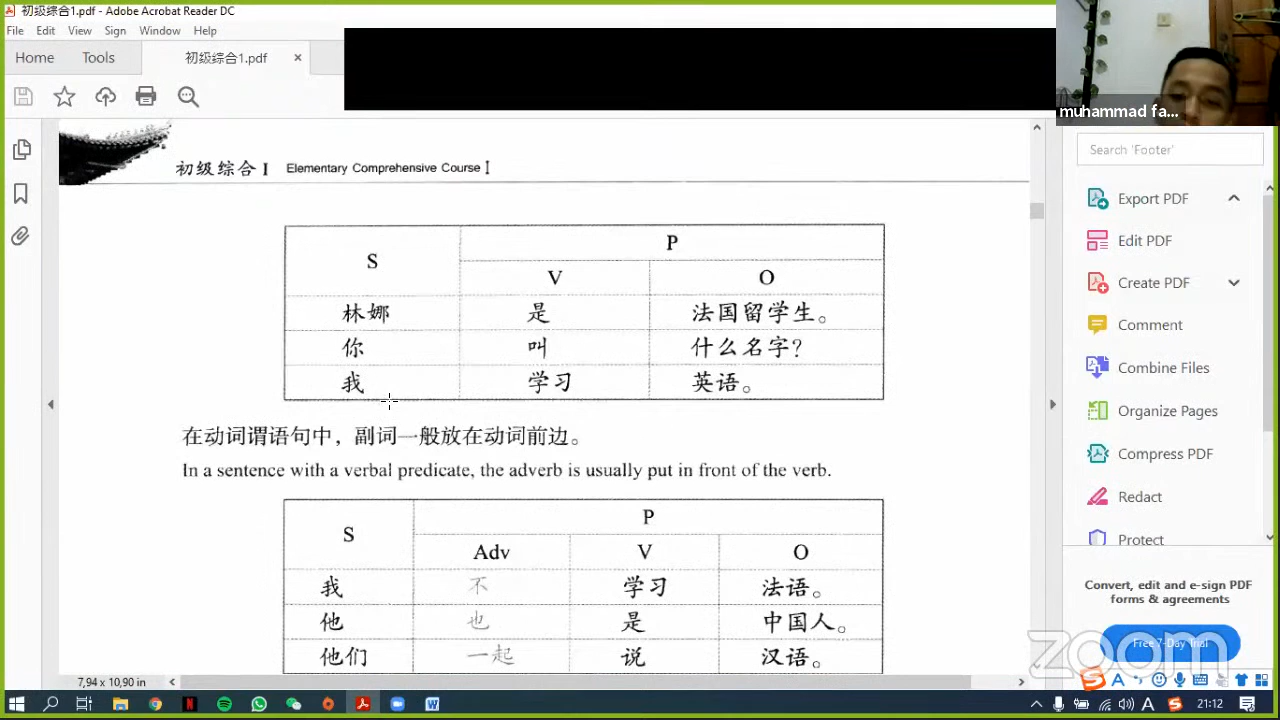 初级综合1.pdf - Adobe Acrobat Reader DC
File Edit View Sign Window Help
Home Tools 初级综合1.pdf ×
muhammad fa...
Search 'Footer'
初级综合 I Elementary Comprehensive Course I
S P
V O
林娜 是 法国留学生。
你 叫 什么名字?
我 学习 英语。
在动词谓语句中，副词一般放在动词前边。
In a sentence with a verbal predicate, the adverb is usually put in front of the verb.
S P
Adv V O
我 不 学习 法语。
他 也 是 中国人。
他们 一起 说 汉语。
Export PDF
Edit PDF
Create PDF
Comment
Combine Files
Organize Pages
Compress PDF
Redact
Protect
Convert, edit and e-sign PDF
forms & agreements
Free 7-Day Trial
zoom
7,94 x 10,90 in
21:12